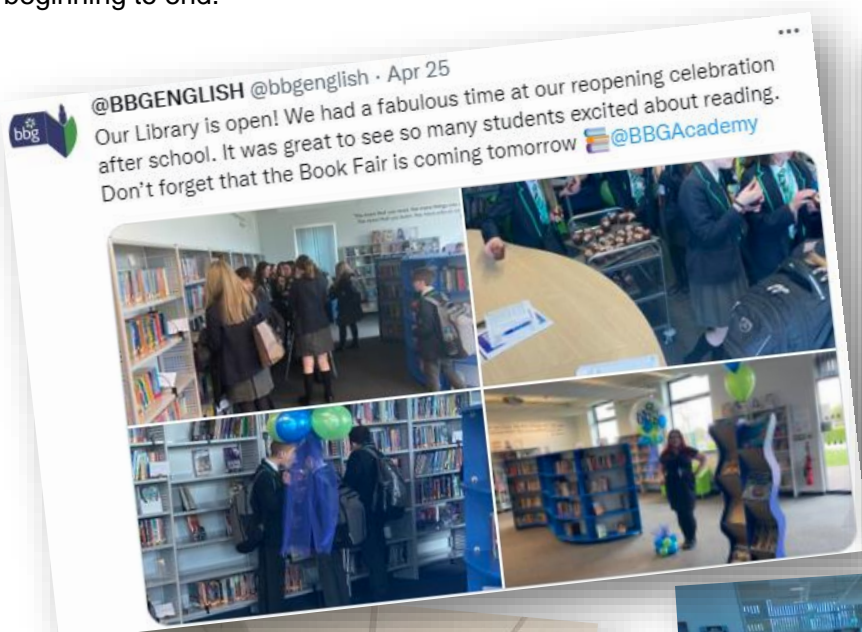 beginning to end.
@BBGENGLISH @bbgenglish · Apr 25
Our Library is open! We had a fabulous time at our reopening celebration
after school. It was great to see so many students excited about reading.
Don't forget that the Book Fair is coming tomorrow 📚@BBGAcademy
bbg